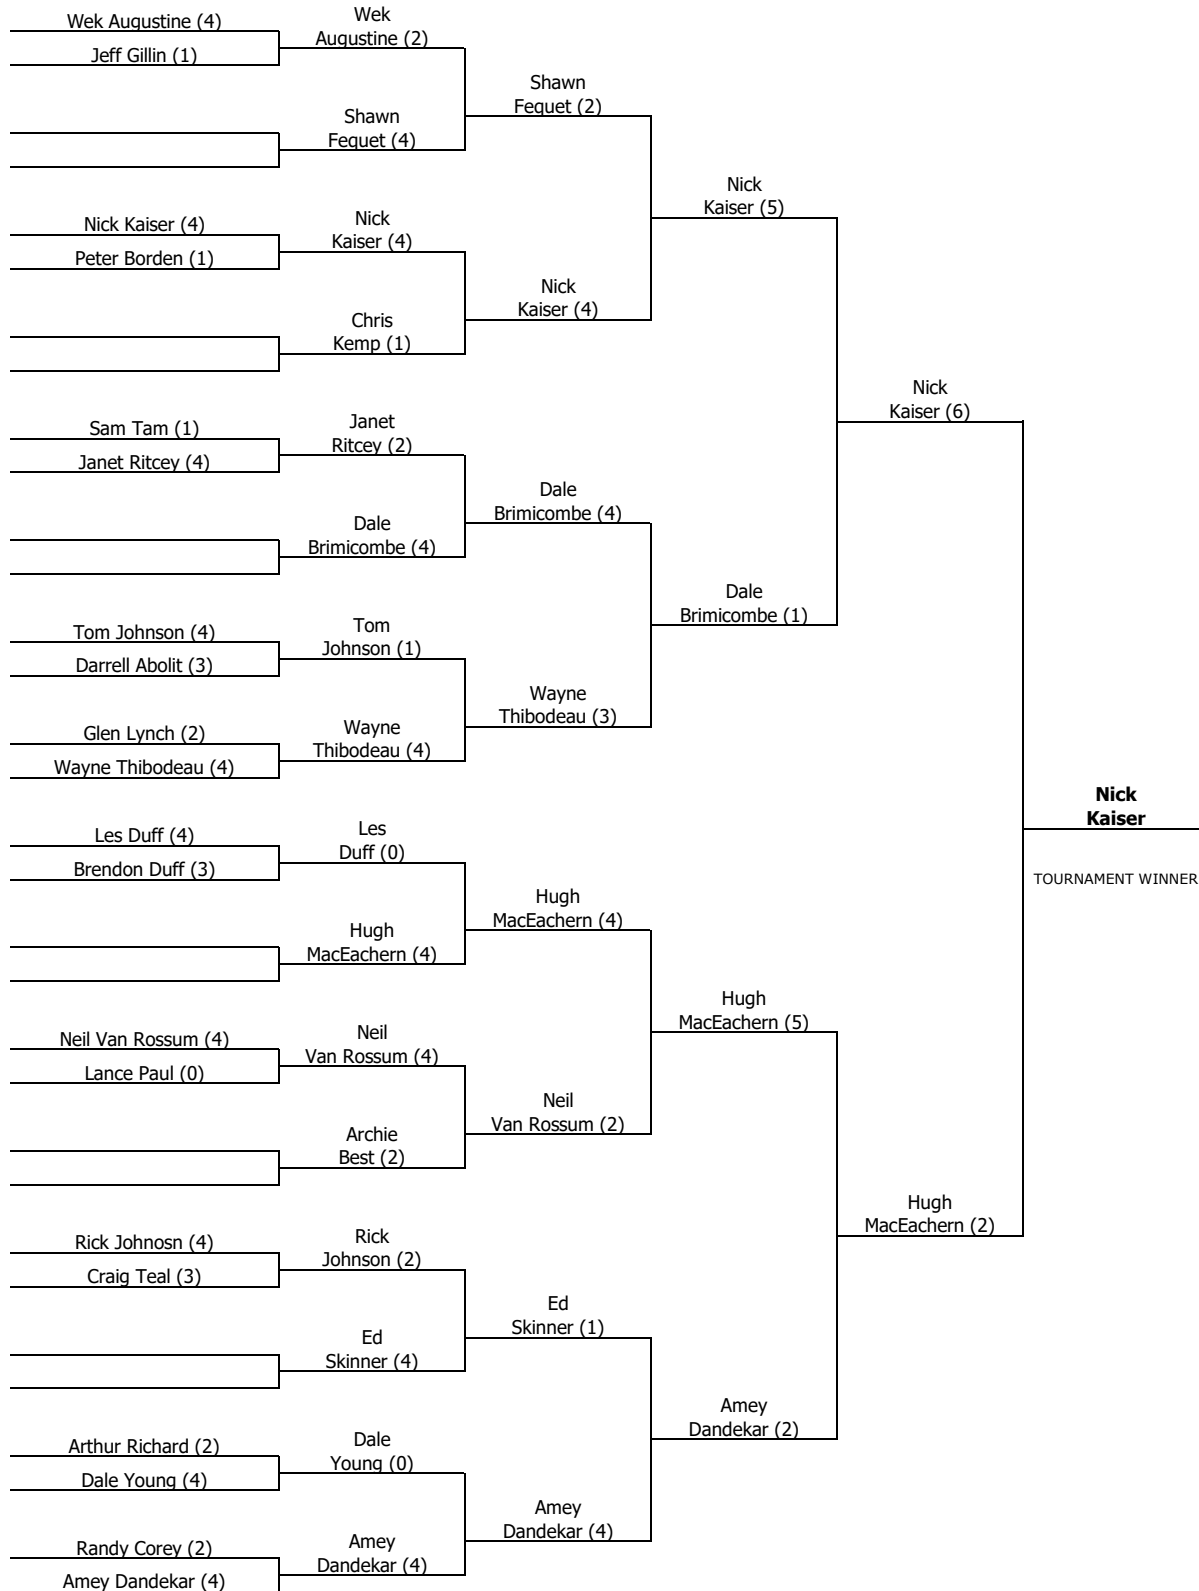 Wek Augustine (4)
Jeff Gillin (1)
Nick Kaiser (4)
Peter Borden (1)
Sam Tam (1)
Janet Ritcey (4)
Tom Johnson (4)
Darrell Abolit (3)
Glen Lynch (2)
Wayne Thibodeau (4)
Les Duff (4)
Brendon Duff (3)
Neil Van Rossum (4)
Lance Paul (0)
Rick Johnosn (4)
Craig Teal (3)
Arthur Richard (2)
Dale Young (4)
Randy Corey (2)
Amey Dandekar (4)
Wek
Augustine (2)
Shawn
Fequet (4)
Nick
Kaiser (4)
Chris
Kemp (1)
Janet
Ritcey (2)
Dale
Brimicombe (4)
Tom
Johnson (1)
Wayne
Thibodeau (4)
Les
Duff (0)
Hugh
MacEachern (4)
Neil
Van Rossum (4)
Archie
Best (2)
Rick
Johnson (2)
Ed
Skinner (4)
Dale
Young (0)
Amey
Dandekar (4)
Shawn
Fequet (2)
Nick
Kaiser (4)
Dale
Brimicombe (4)
Wayne
Thibodeau (3)
Hugh
MacEachern (4)
Neil
Van Rossum (2)
Ed
Skinner (1)
Amey
Dandekar (4)
Nick
Kaiser (5)
Dale
Brimicombe (1)
Hugh
MacEachern (5)
Amey
Dandekar (2)
Nick
Kaiser (6)
Hugh
MacEachern (2)
Nick
Kaiser
TOURNAMENT WINNER